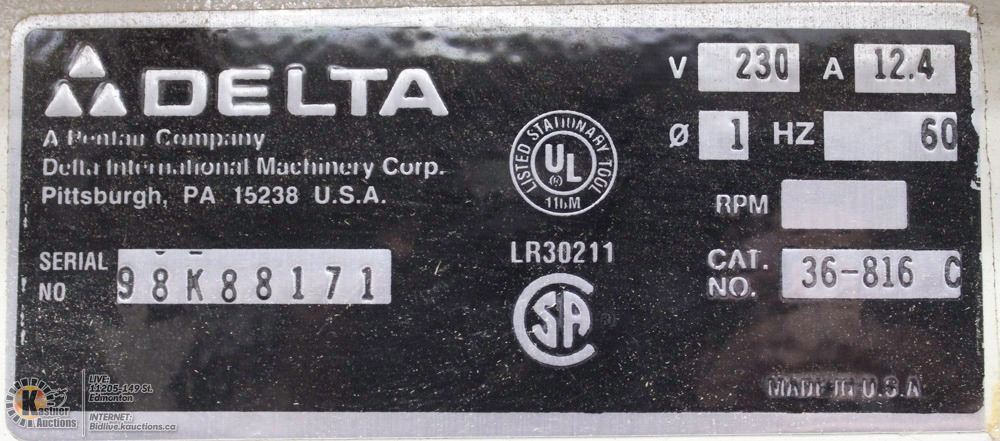 DELTA
A Pentair Company
Delta International Machinery Corp.
Pittsburgh, PA 15238 U.S.A.
SERIAL NO 98K88171
LISTED STATIONARY TOOL
UL
®
116M
LR30211
CSA
®
V 230 A 12.4
Ø 1 HZ 60
RPM
CAT. NO. 36-816 C
MADE IN U.S.A
Kastner Auctions
LIVE:
11205-149 St.
Edmonton
INTERNET:
Bidlive.kauctions.ca